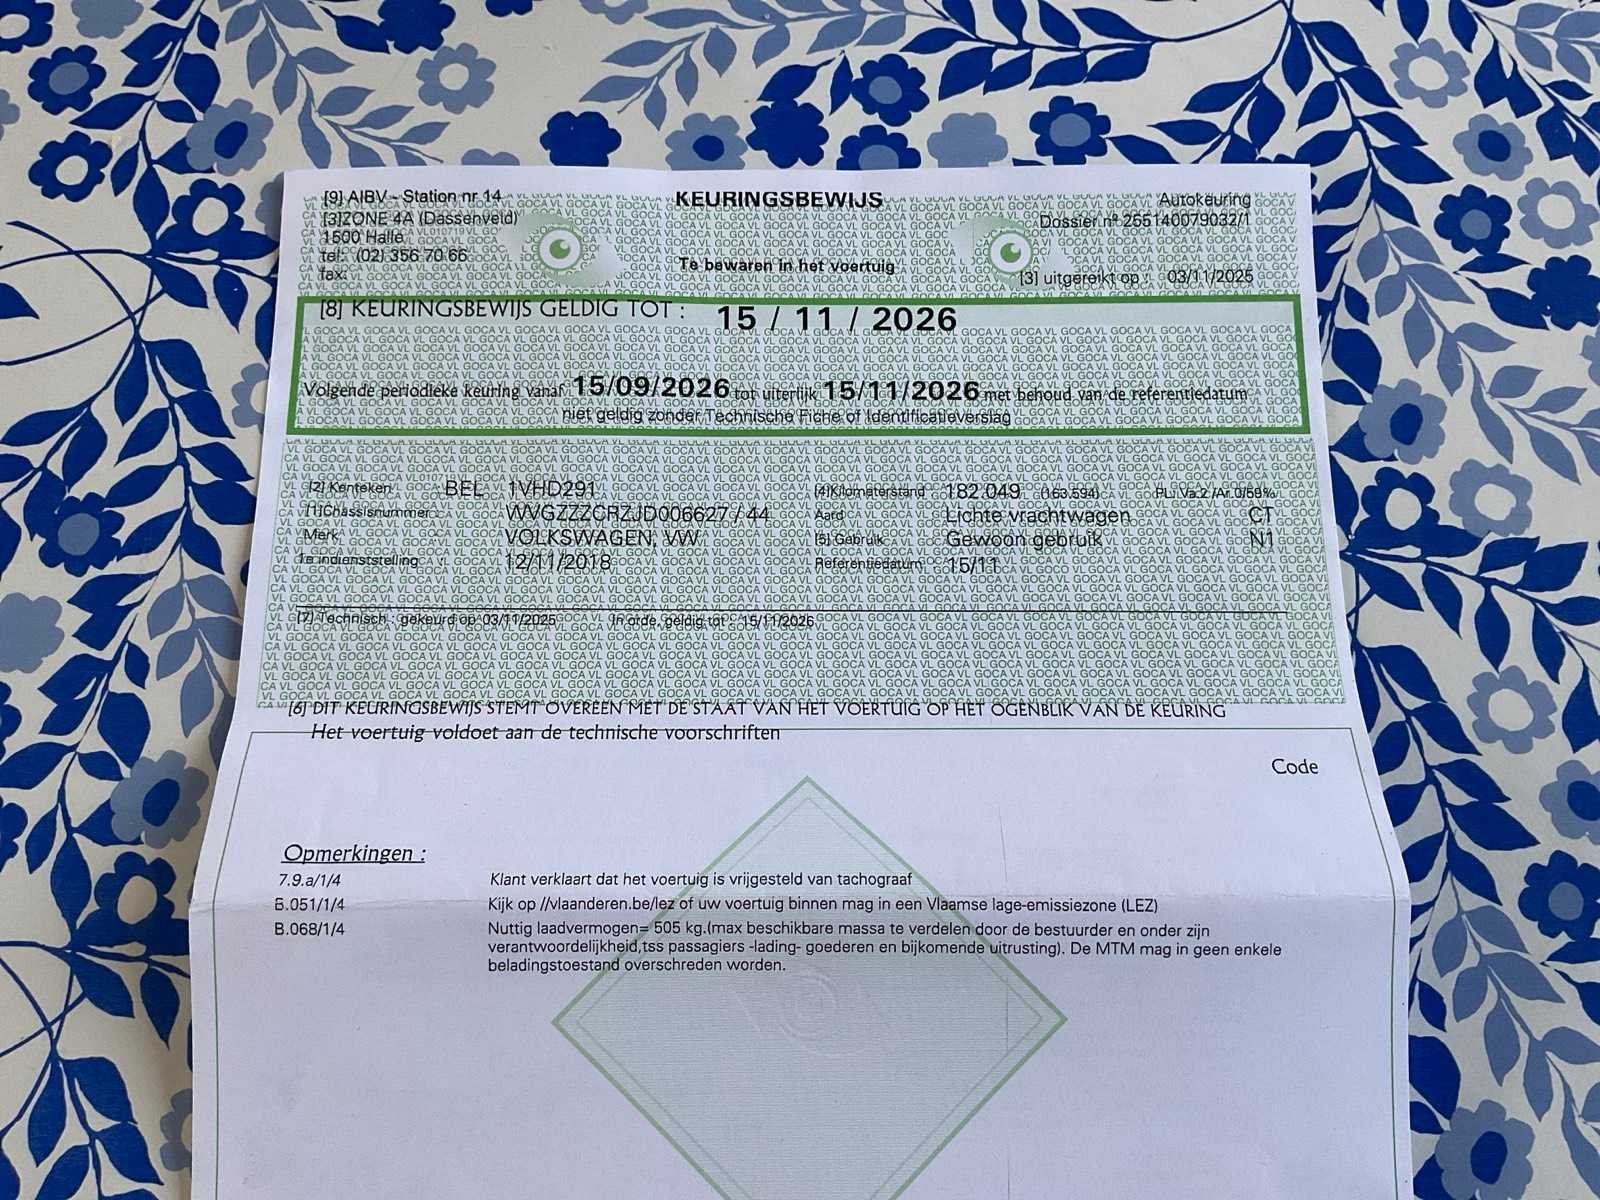 [9] AIBV - Station nr 14
[3]ZONE 4A (Dassenveld)
1500 Halle
tel: (02) 356 70 66
fax:
KEURINGSBEWIJS
Te bewaren in het voertuig
Autokeuring
Dossier nº 255140079032/1
[3] uitgereikt op : 03/11/2025
[8] KEURINGSBEWIJS GELDIG TOT : 15 / 11 / 2026
Volgende periodieke keuring vanaf 15/09/2026 tot uiterlijk 15/11/2026 met behoud van de referentiedatum
niet geldig zonder Technische Fiche of Identificatieverslag
[2] Kenteken : BEL 1VHD291
[1]Chassisnummer : WVGZZZCRZJD006627 / 44
Merk : VOLKSWAGEN, VW
1e indienststelling : 12/11/2018
[4]Kilometerstand : 182.049 (163.594) PL: Va:2 /Ar.0/59%
Aard : Lichte vrachtwagen CT
[5] Gebruik : Gewoon gebruik N1
Referentiedatum : 15/11
[7] Technisch : gekeurd op 03/11/2025 In orde, geldig tot : 15/11/2026
[6] DIT KEURINGSBEWIJS STEMT OVEREEN MET DE STAAT VAN HET VOERTUIG OP HET OGENBLIK VAN DE KEURING
Het voertuig voldoet aan de technische voorschriften
Code
Opmerkingen :
7.9.a/1/4 Klant verklaart dat het voertuig is vrijgesteld van tachograaf
B.051/1/4 Kijk op //vlaanderen.be/lez of uw voertuig binnen mag in een Vlaamse lage-emissiezone (LEZ)
B.068/1/4 Nuttig laadvermogen= 505 kg.(max beschikbare massa te verdelen door de bestuurder en onder zijn
verantwoordelijkheid,tss passagiers -lading- goederen en bijkomende uitrusting). De MTM mag in geen enkele
beladingstoestand overschreden worden.